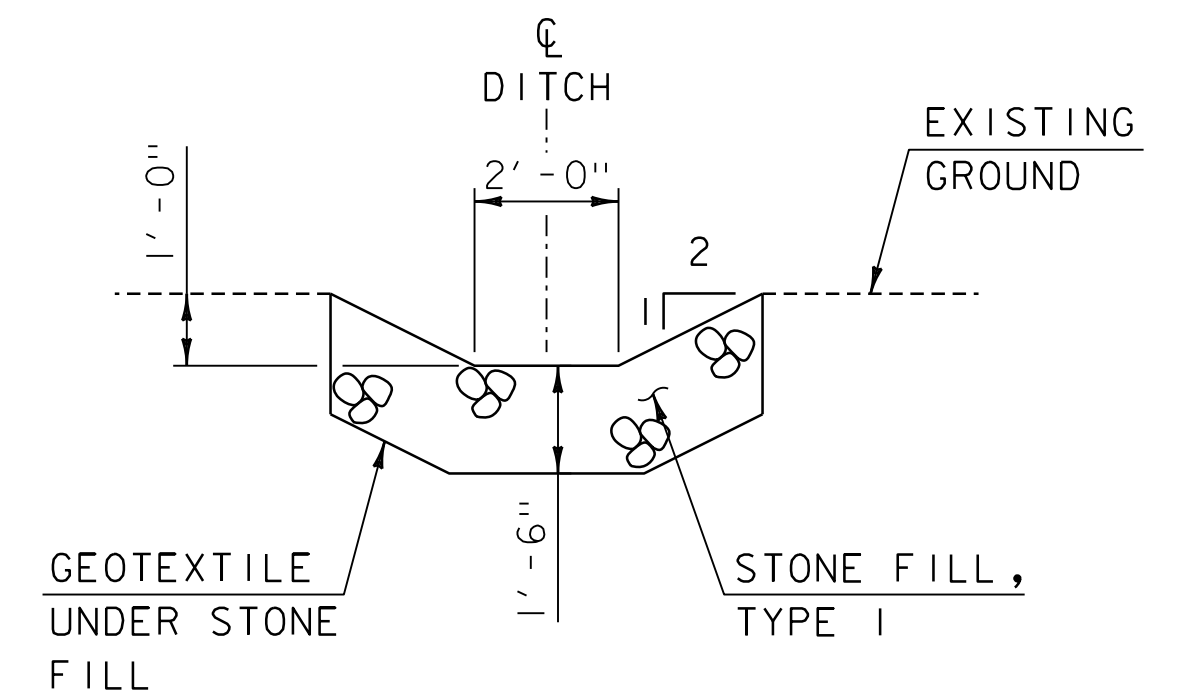 ℄
DITCH
2'-0"
1'-0"
EXISTING
GROUND
2
1
1'-6"
GEOTEXTILE
UNDER STONE
FILL
STONE FILL,
TYPE I